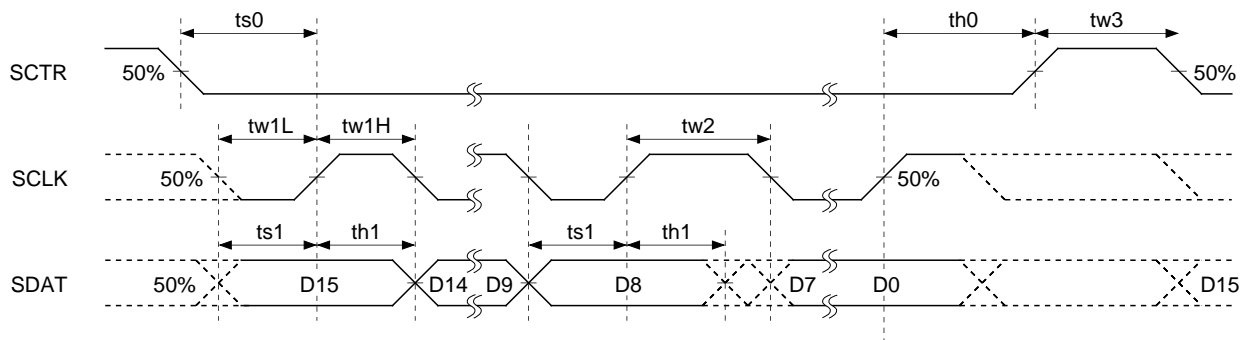 ts0 th0 tw3
SCTR 50% 50%
tw1L tw1H tw2
SCLK 50% 50%
ts1 th1 ts1 th1
SDAT 50% D15 D14 D9 D8 D7 D0 D15